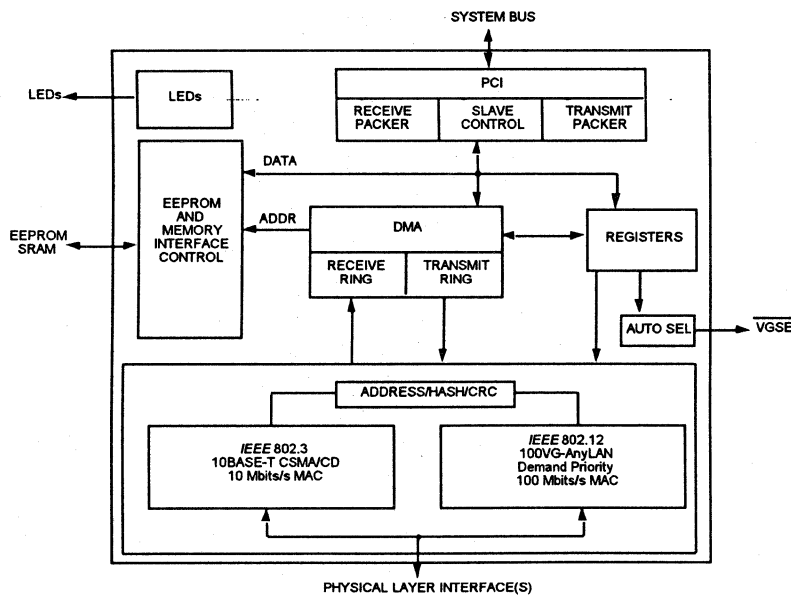 SYSTEM BUS
LEDs
LEDs
PCI
RECEIVE
PACKER
SLAVE
CONTROL
TRANSMIT
PACKER
DATA
EEPROM
AND
MEMORY
INTERFACE
CONTROL
ADDR
EEPROM
SRAM
DMA
RECEIVE
RING
TRANSMIT
RING
REGISTERS
AUTO SEL
VGSE
ADDRESS/HASH/CRC
IEEE 802.3
10BASE-T CSMA/CD
10 Mbits/s MAC
IEEE 802.12
100VG-AnyLAN
Demand Priority
100 Mbits/s MAC
PHYSICAL LAYER INTERFACE(S)